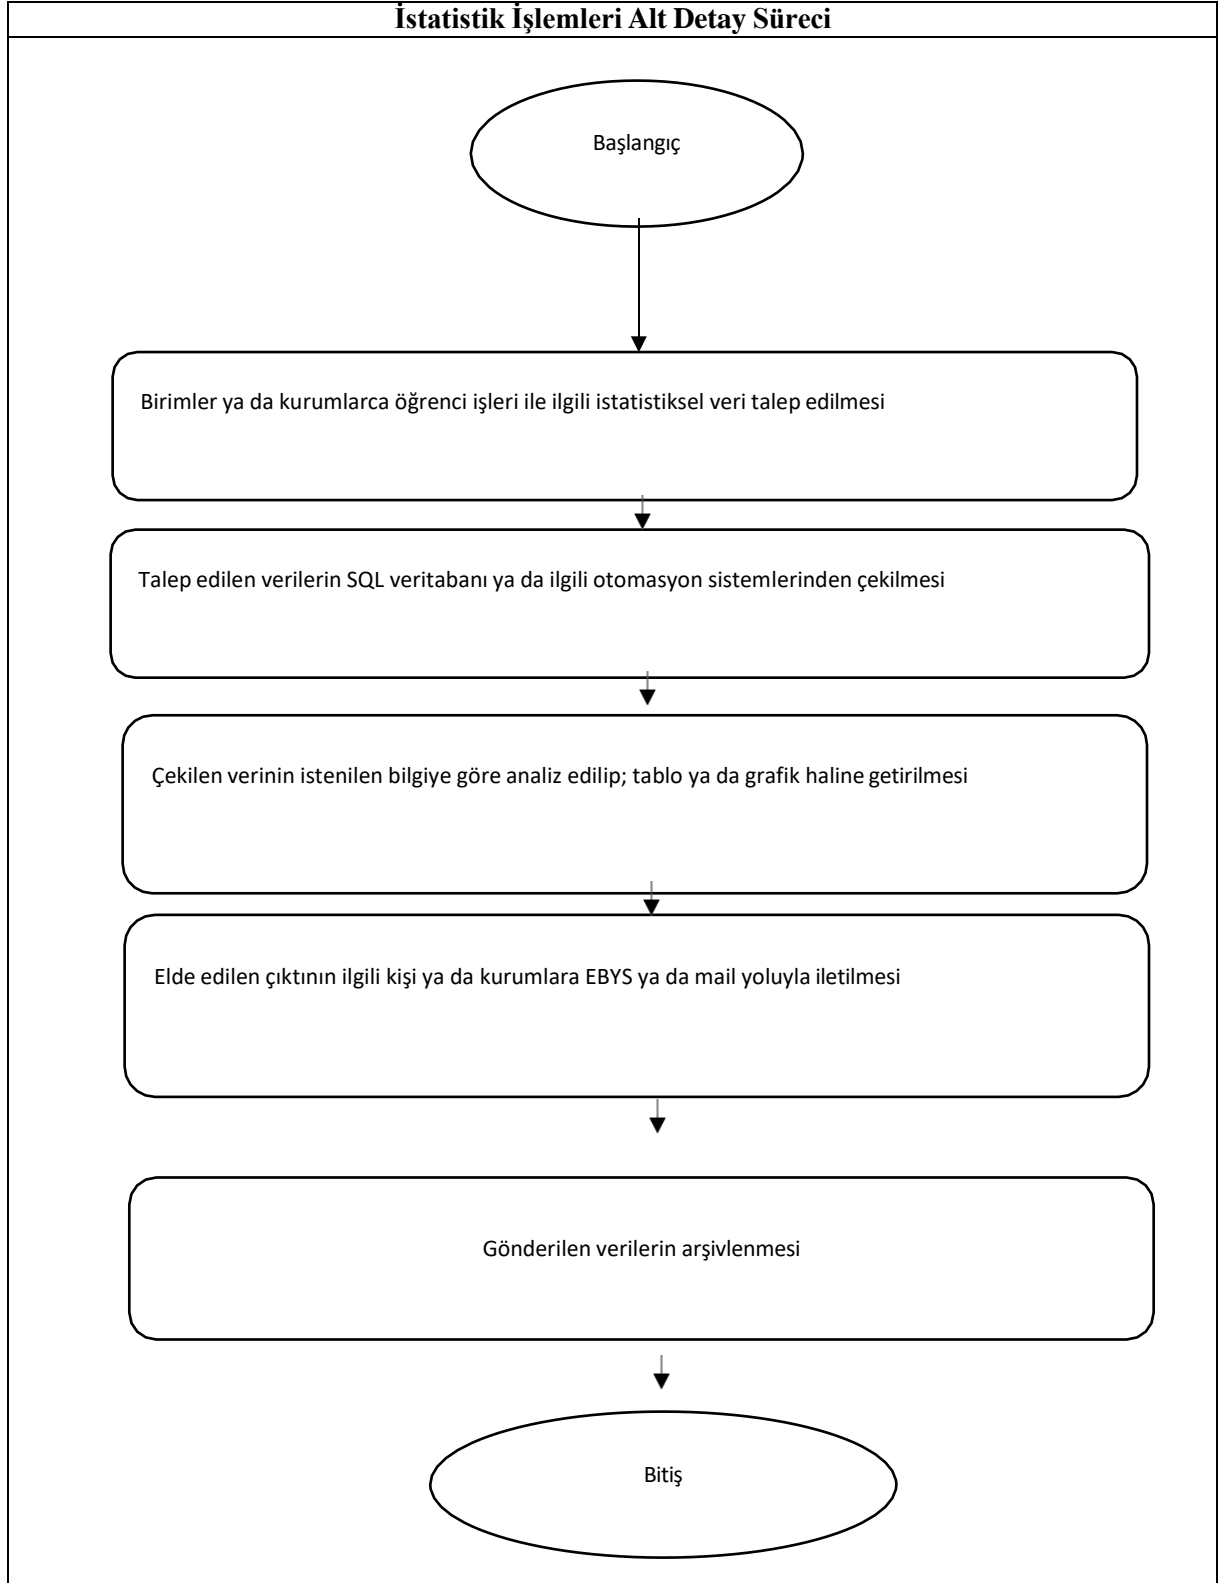 İstatistik İşlemleri Alt Detay Süreci
Başlangıç
Birimler ya da kurumlarca öğrenci işleri ile ilgili istatistiksel veri talep edilmesi
Talep edilen verilerin SQL veritabanı ya da ilgili otomasyon sistemlerinden çekilmesi
Çekilen verinin istenilen bilgiye göre analiz edilip; tablo ya da grafik haline getirilmesi
Elde edilen çıktının ilgili kişi ya da kurumlara EBYS ya da mail yoluyla iletilmesi
Gönderilen verilerin arşivlenmesi
Bitiş